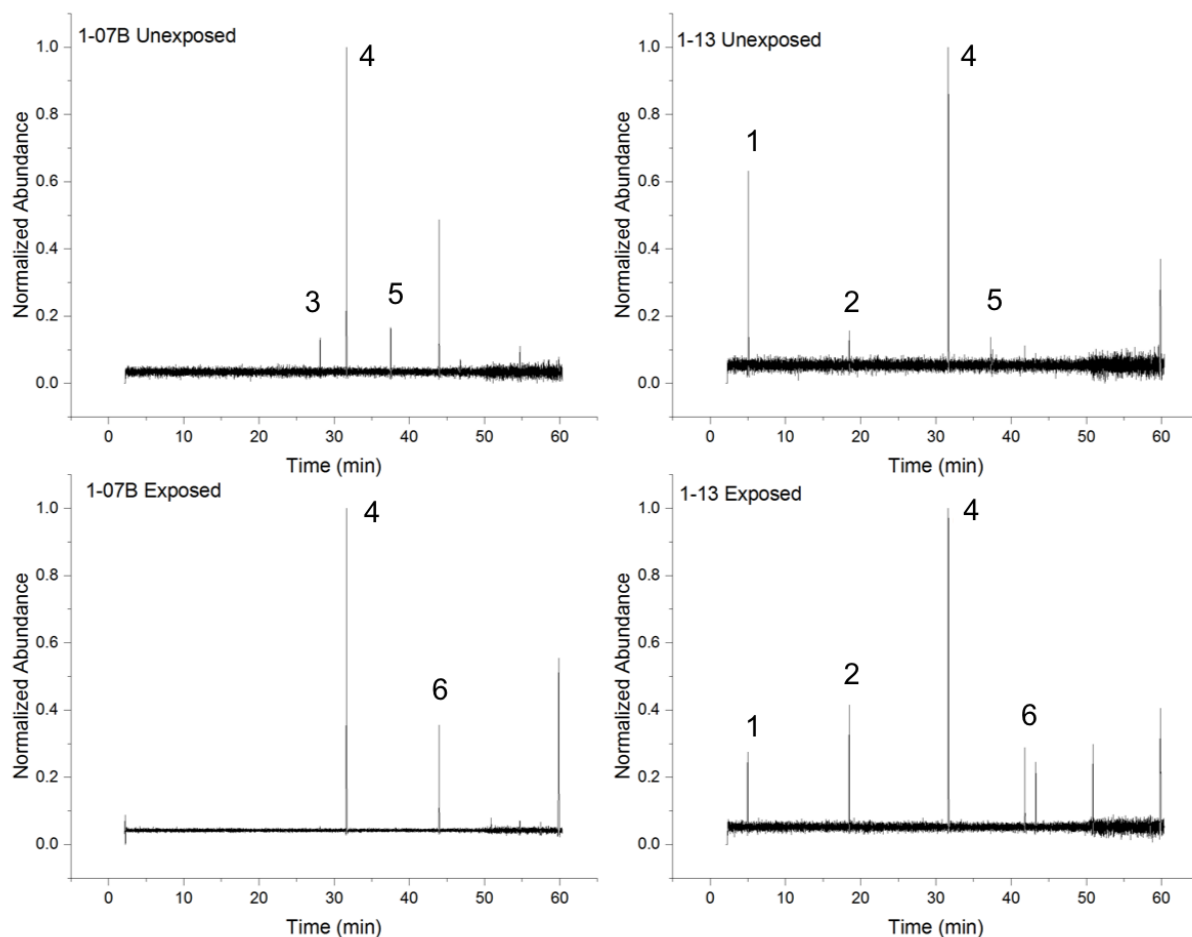 1-07B Unexposed
Normalized Abundance
1.0
0.8
0.6
0.4
0.2
0.0
4
3
5
0 10 20 30 40 50 60
Time (min)
1-13 Unexposed
Normalized Abundance
1.0
0.8
0.6
0.4
0.2
0.0
4
1
2
5
0 10 20 30 40 50 60
Time (min)
1-07B Exposed
Normalized Abundance
1.0
0.8
0.6
0.4
0.2
0.0
4
6
0 10 20 30 40 50 60
Time (min)
1-13 Exposed
Normalized Abundance
1.0
0.8
0.6
0.4
0.2
0.0
4
2
6
1
0 10 20 30 40 50 60
Time (min)